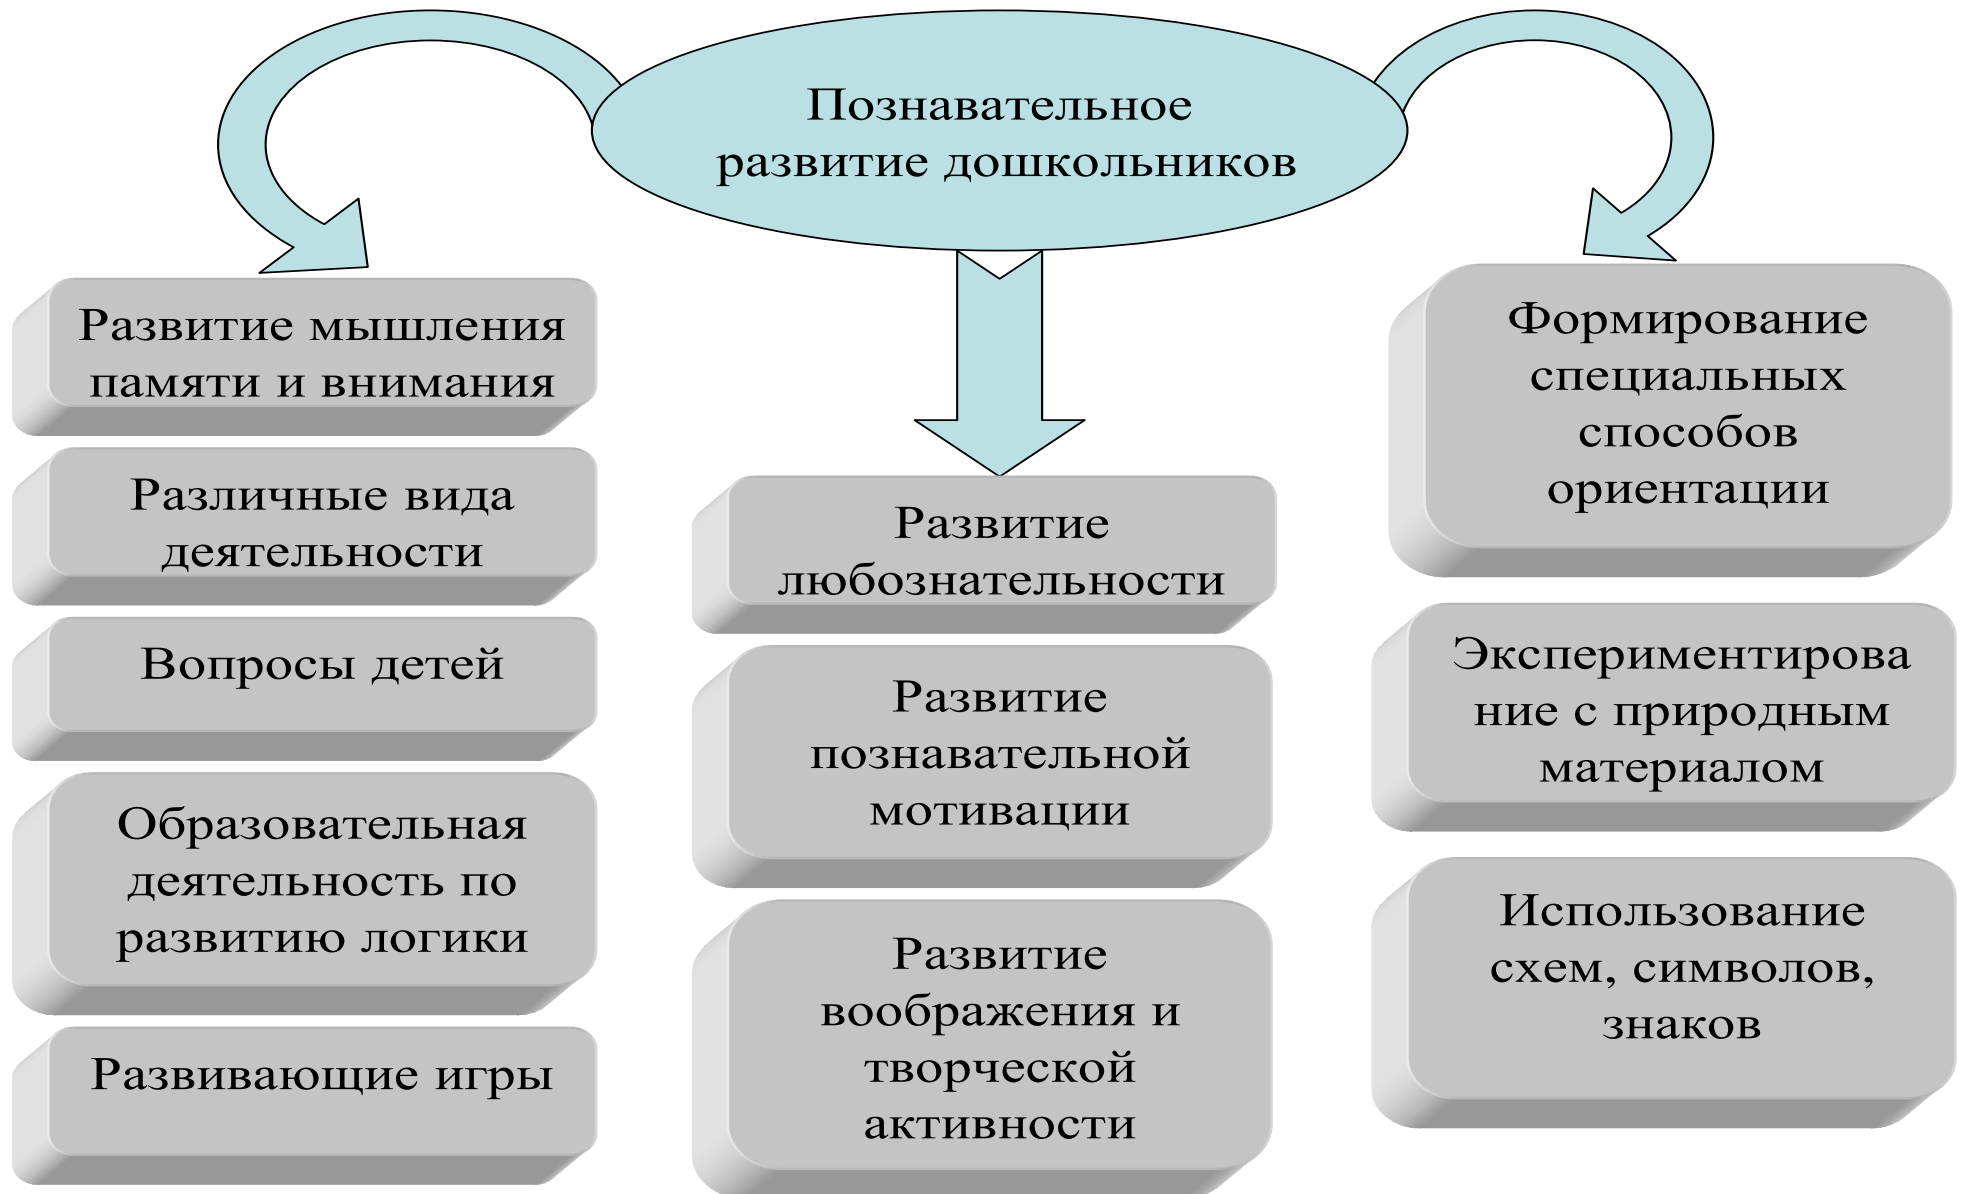 Познавательное
развитие дошкольников
Развитие мышления
памяти и внимания
Различные вида
деятельности
Вопросы детей
Образовательная
деятельность по
развитию логики
Развивающие игры
Развитие
любознательности
Развитие
познавательной
мотивации
Развитие
воображения и
творческой
активности
Формирование
специальных
способов
ориентации
Экспериментирова
ние с природным
материалом
Использование
схем, символов,
знаков